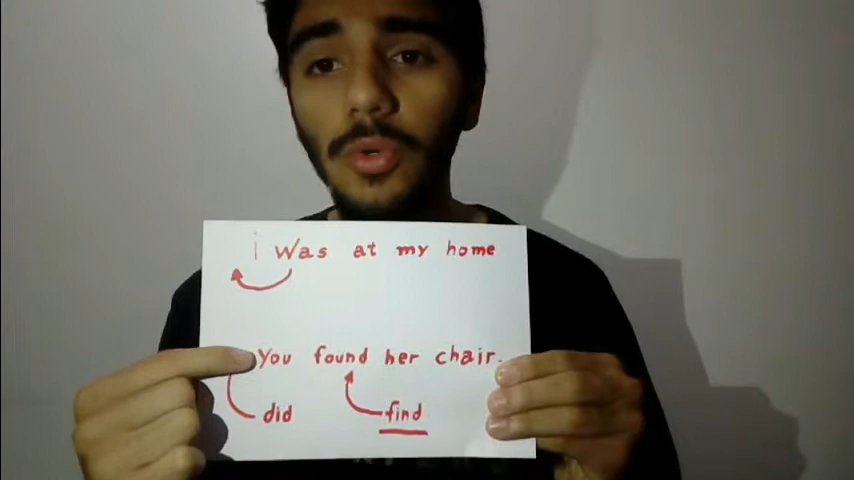 i was at my home
You found her chair.
did find